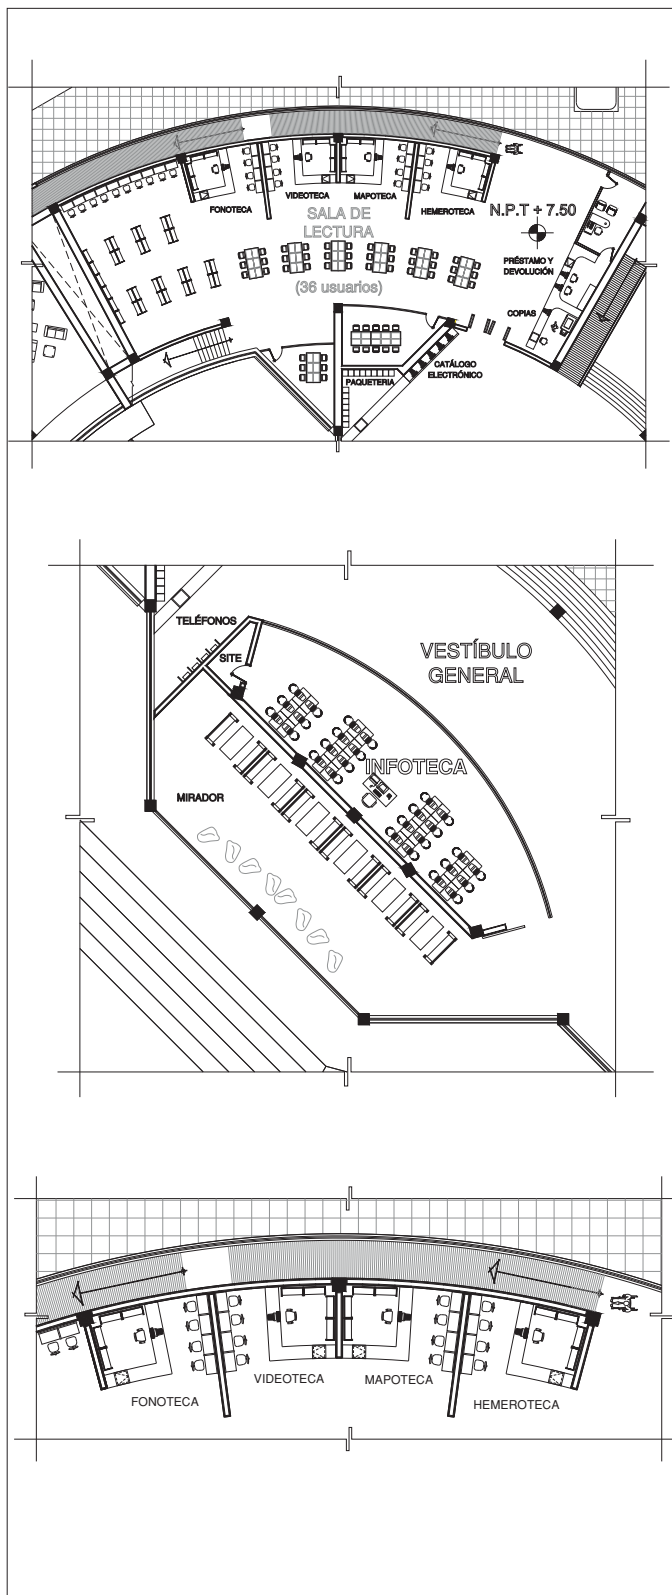 FONOTECA
VIDEOTECA
MAPOTECA
HEMEROTECA
SALA DE
LECTURA
(36 usuarios)
N.P.T + 7.50
PRÉSTAMO Y
DEVOLUCIÓN
COPIAS
CATÁLOGO
ELECTRÓNICO
PAQUETERIA
TELÉFONOS
SITE
VESTÍBULO
GENERAL
INFOTECA
MIRADOR
FONOTECA
VIDEOTECA
MAPOTECA
HEMEROTECA